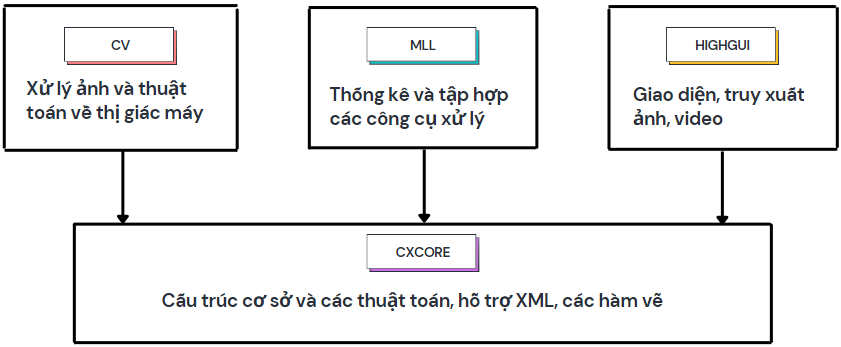 CV
Xử lý ảnh và thuật
toán về thị giác máy
MLL
Thống kê và tập hợp
các công cụ xử lý
HIGHGUI
Giao diện, truy xuất
ảnh, video
CXCORE
Cấu trúc cơ sở và các thuật toán, hỗ trợ XML, các hàm vẽ